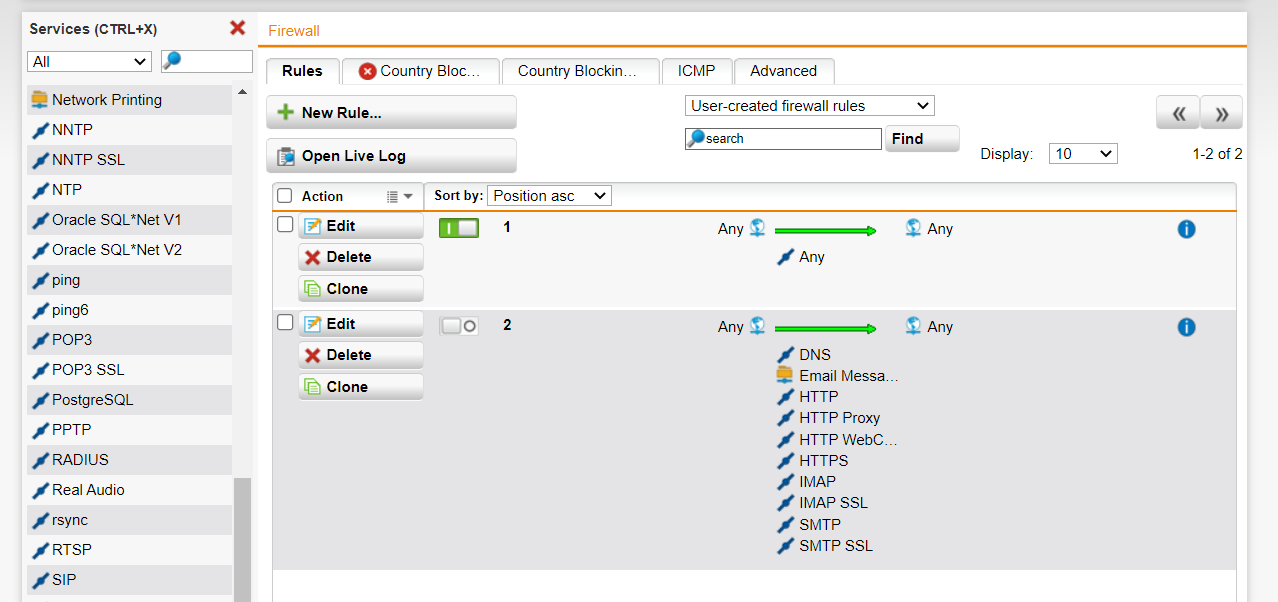 Services (CTRL+X)
All
Network Printing
NNTP
NNTP SSL
NTP
Oracle SQL*Net V1
Oracle SQL*Net V2
ping
ping6
POP3
POP3 SSL
PostgreSQL
PPTP
RADIUS
Real Audio
rsync
RTSP
SIP
Firewall
Rules
Country Bloc...
Country Blockin...
ICMP
Advanced
New Rule...
User-created firewall rules
« »
search
Find
Open Live Log
Display: 10 1-2 of 2
Action Sort by: Position asc
Edit 1 Any Any
Delete Any
Clone
Edit 2 Any Any
Delete
Clone
DNS
Email Messa...
HTTP
HTTP Proxy
HTTP WebC...
HTTPS
IMAP
IMAP SSL
SMTP
SMTP SSL